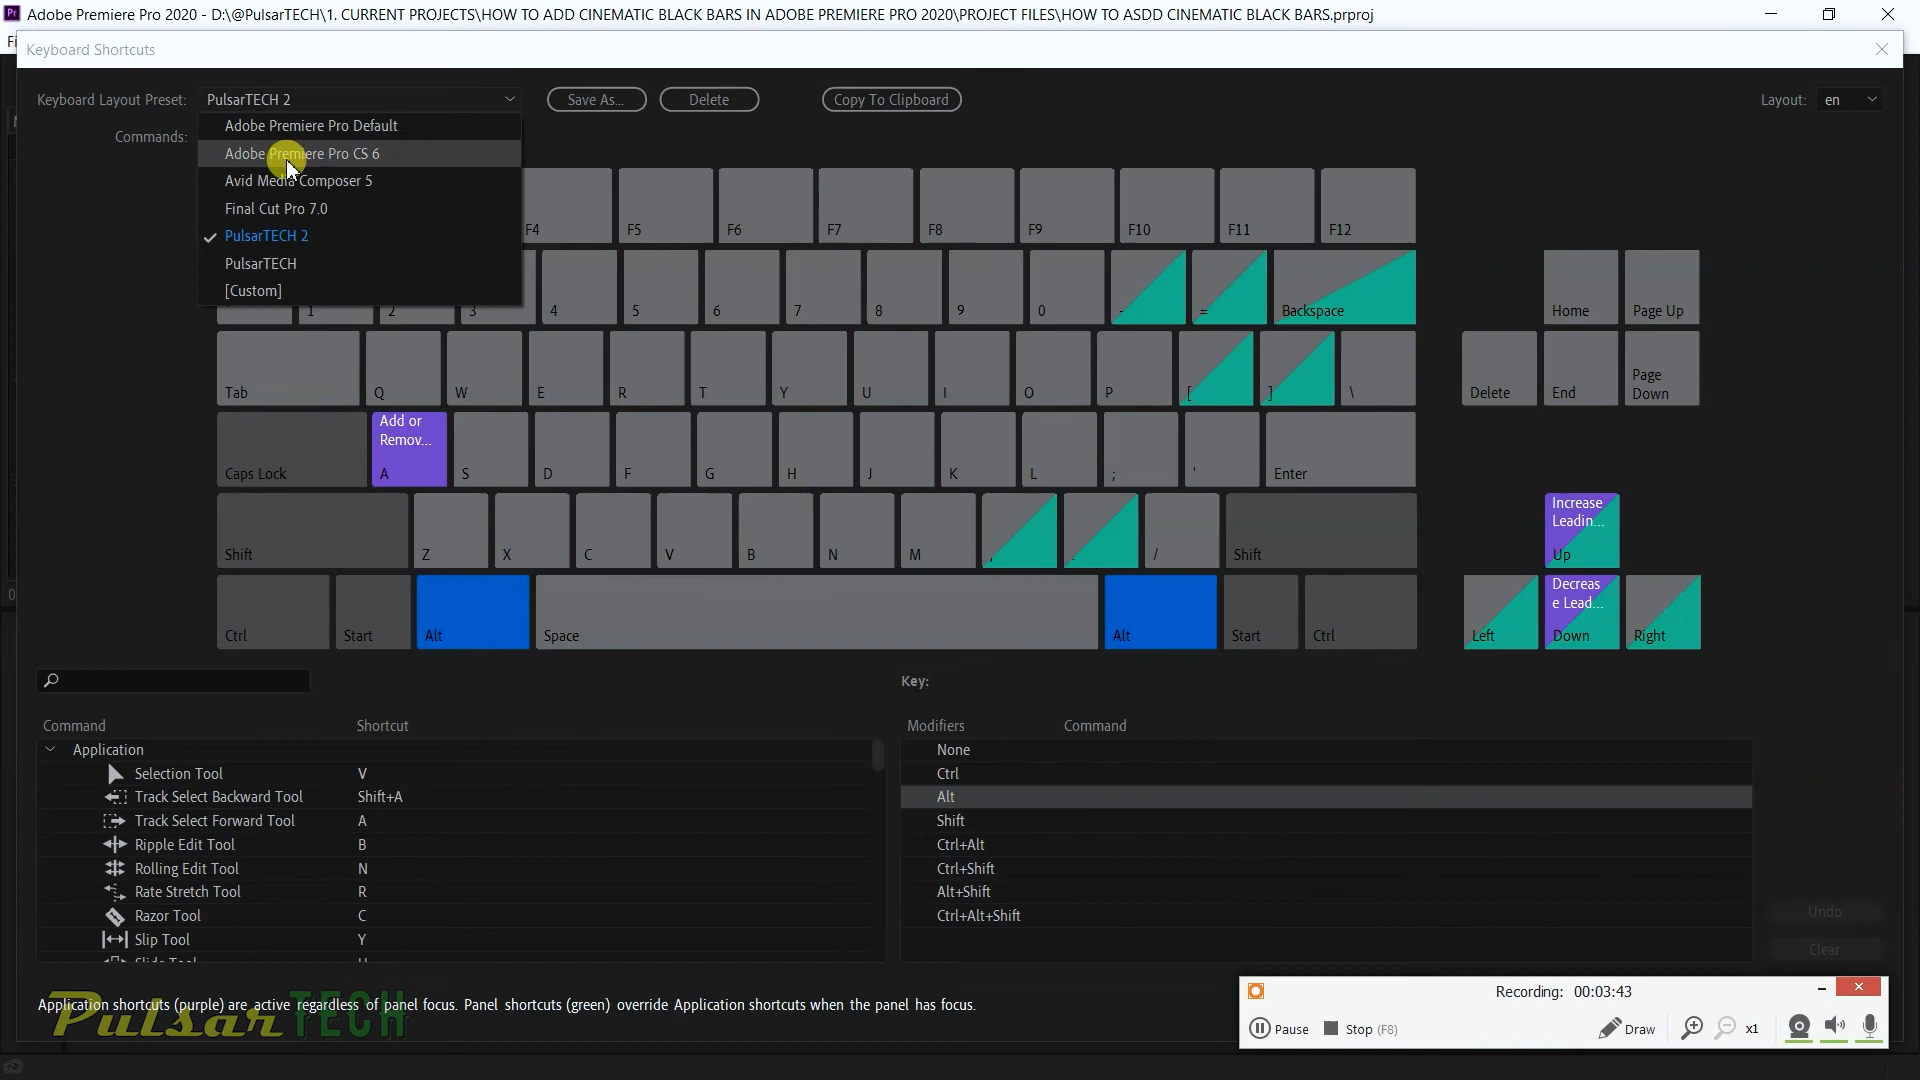 Adobe Premiere Pro 2020 - D:\@PulsarTECH\1. CURRENT PROJECTS\HOW TO ADD CINEMATIC BLACK BARS IN ADOBE PREMIERE PRO 2020\PROJECT FILES\HOW TO ASDD CINEMATIC BLACK BARS.prproj
Keyboard Shortcuts
Keyboard Layout Preset: PulsarTECH 2 Save As... Delete Copy To Clipboard Layout: en
Commands:
Adobe Premiere Pro Default
Adobe Premiere Pro CS 6
Avid Media Composer 5
Final Cut Pro 7.0
PulsarTECH 2
PulsarTECH
[Custom]
F4 F5 F6 F7 F8 F9 F10 F11 F12
1 2 3 4 5 6 7 8 9 0 - = Backspace Home Page Up
Tab Q W E R T Y U I O P [ ] \ Delete End Page Down
Add or
Remov...
Caps Lock A S D F G H J K L ; ' Enter
Increase
Leadin...
Shift Z X C V B N M , . / Shift Up
Decreas
e Lead...
Ctrl Start Alt Space Alt Start Ctrl Left Down Right
Key:
Command Shortcut Modifiers Command
Application
Selection Tool V
Track Select Backward Tool Shift+A
Track Select Forward Tool A
Ripple Edit Tool B
Rolling Edit Tool N
Rate Stretch Tool R
Razor Tool C
Slip Tool Y
Slide Tool U
None
Ctrl
Alt
Shift
Ctrl+Alt
Ctrl+Shift
Alt+Shift
Ctrl+Alt+Shift
Undo
Clear
Application shortcuts (purple) are active regardless of panel focus. Panel shortcuts (green) override Application shortcuts when the panel has focus.
PulsarTECH
Recording: 00:03:43
Pause Stop (F8) Draw x1